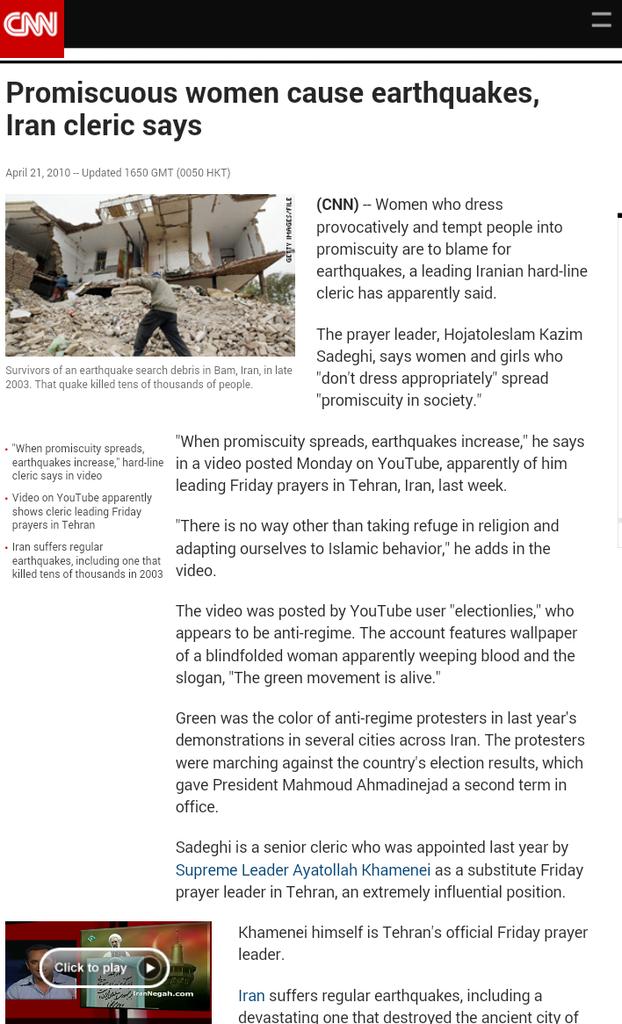 CNN
Promiscuous women cause earthquakes,
Iran cleric says
April 21, 2010 -- Updated 1650 GMT (0050 HKT)
GETTY IMAGES/FILE
Survivors of an earthquake search debris in Bam, Iran, in late
2003. That quake killed tens of thousands of people.
(CNN) -- Women who dress
provocatively and tempt people into
promiscuity are to blame for
earthquakes, a leading Iranian hard-line
cleric has apparently said.
The prayer leader, Hojatoleslam Kazim
Sadeghi, says women and girls who
"don't dress appropriately" spread
"promiscuity in society."
"When promiscuity spreads,
earthquakes increase," hard-line
cleric says in video
Video on YouTube apparently
shows cleric leading Friday
prayers in Tehran
Iran suffers regular
earthquakes, including one that
killed tens of thousands in 2003
"When promiscuity spreads, earthquakes increase," he says
in a video posted Monday on YouTube, apparently of him
leading Friday prayers in Tehran, Iran, last week.
"There is no way other than taking refuge in religion and
adapting ourselves to Islamic behavior," he adds in the
video.
The video was posted by YouTube user "electionlies," who
appears to be anti-regime. The account features wallpaper
of a blindfolded woman apparently weeping blood and the
slogan, "The green movement is alive."
Green was the color of anti-regime protesters in last year's
demonstrations in several cities across Iran. The protesters
were marching against the country's election results, which
gave President Mahmoud Ahmadinejad a second term in
office.
Sadeghi is a senior cleric who was appointed last year by
Supreme Leader Ayatollah Khamenei as a substitute Friday
prayer leader in Tehran, an extremely influential position.
Click to play
IranNegah.com
Khamenei himself is Tehran's official Friday prayer
leader.
Iran suffers regular earthquakes, including a
devastating one that destroyed the ancient city of